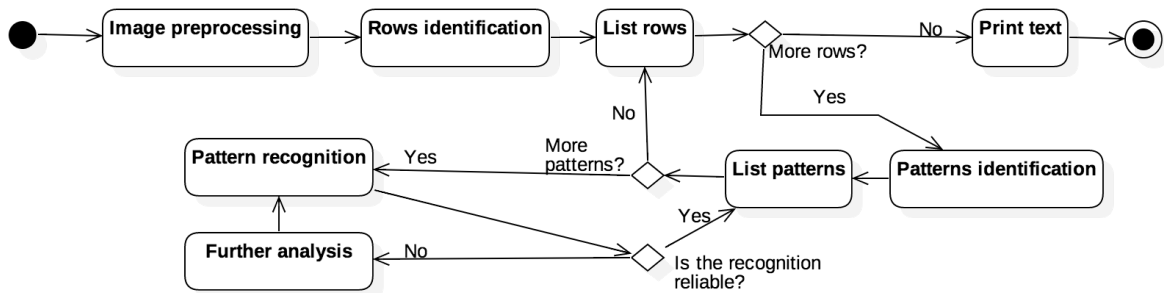 Image preprocessing
Rows identification
List rows
More rows?
No
Print text
Yes
No
Pattern recognition
Yes
More
patterns?
List patterns
Patterns identification
Yes
Further analysis
No
Is the recognition
reliable?